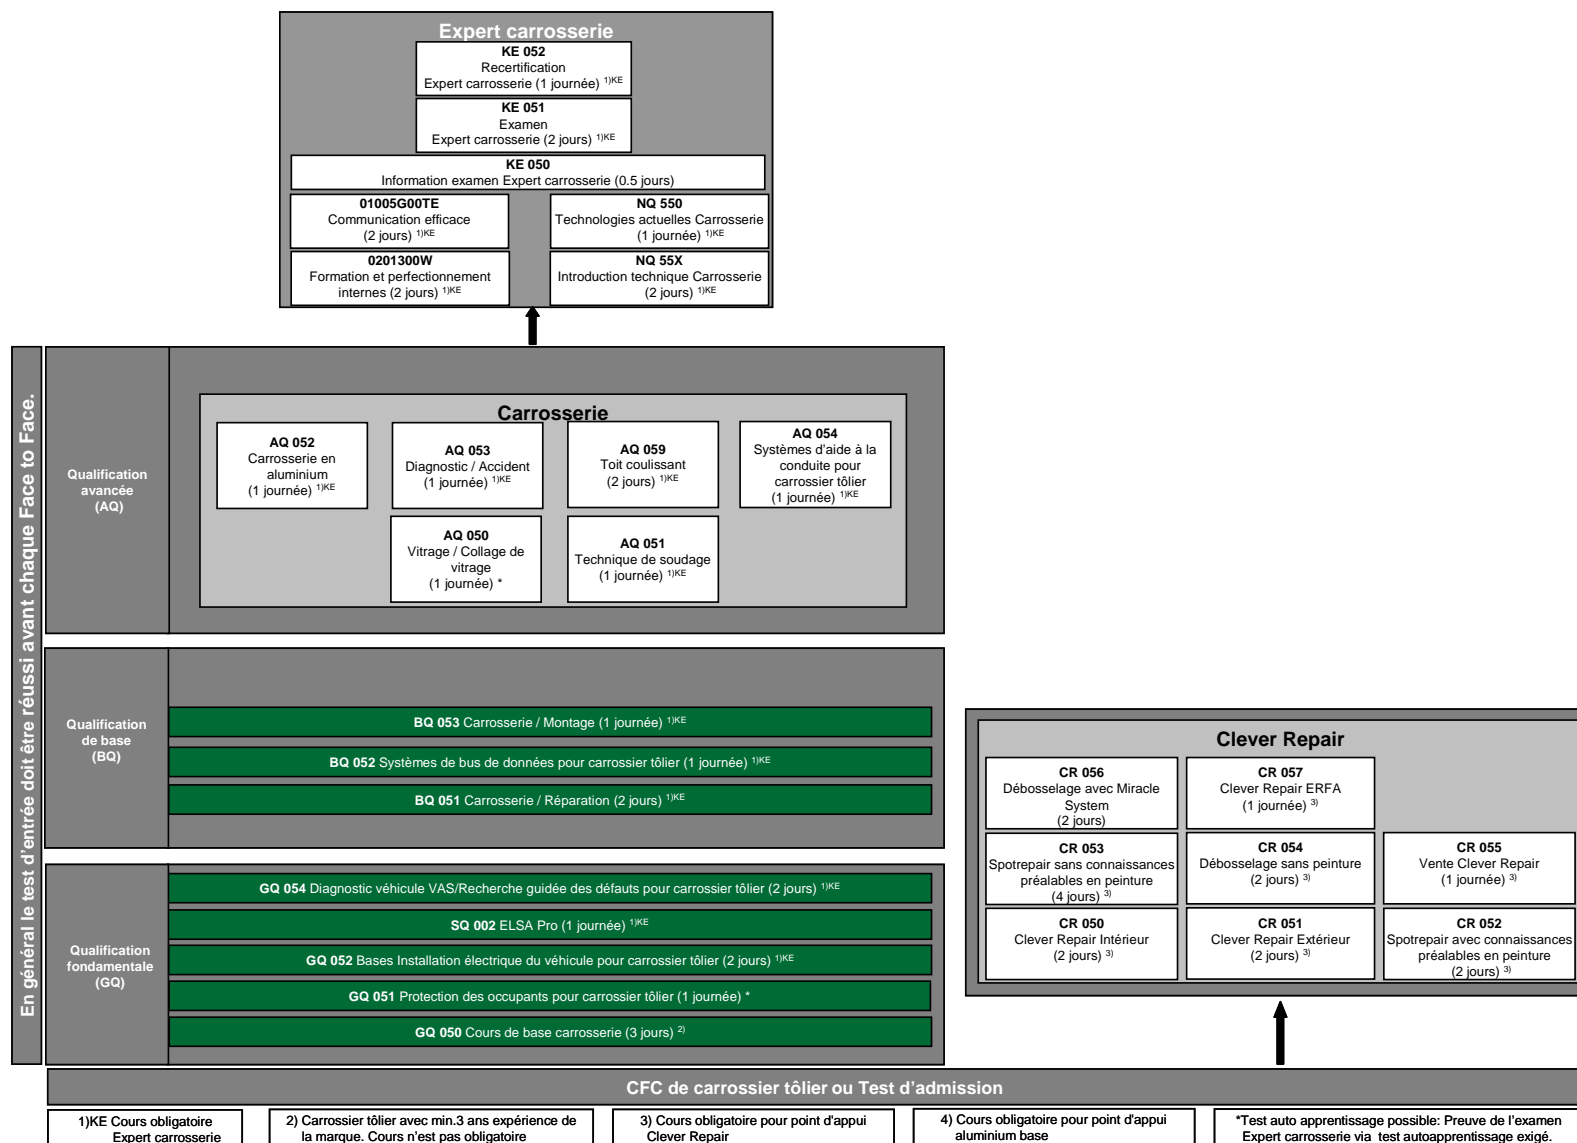 Expert carrosserie
KE 052
Recertification
Expert carrosserie (1 journée) 1)KE
KE 051
Examen
Expert carrosserie (2 jours) 1)KE
KE 050
Information examen Expert carrosserie (0.5 jours)
01005G00TE
Communication efficace
(2 jours) 1)KE
NQ 550
Technologies actuelles Carrosserie
(1 journée) 1)KE
0201300W
Formation et perfectionnement
internes (2 jours) 1)KE
NQ 55X
Introduction technique Carrosserie
(2 jours) 1)KE
En général le test d'entrée doit être réussi avant chaque Face to Face.
Qualification
avancée
(AQ)
Carrosserie
AQ 052
Carrosserie en
aluminium
(1 journée) 1)KE
AQ 053
Diagnostic / Accident
(1 journée) 1)KE
AQ 059
Toit coulissant
(2 jours) 1)KE
AQ 054
Systèmes d'aide à la
conduite pour
carrossier tôlier
(1 journée) 1)KE
AQ 050
Vitrage / Collage de
vitrage
(1 journée) *
AQ 051
Technique de soudage
(1 journée) 1)KE
Qualification
de base
(BQ)
BQ 053 Carrosserie / Montage (1 journée) 1)KE
BQ 052 Systèmes de bus de données pour carrossier tôlier (1 journée) 1)KE
BQ 051 Carrosserie / Réparation (2 jours) 1)KE
Qualification
fondamentale
(GQ)
GQ 054 Diagnostic véhicule VAS/Recherche guidée des défauts pour carrossier tôlier (2 jours) 1)KE
SQ 002 ELSA Pro (1 journée) 1)KE
GQ 052 Bases Installation électrique du véhicule pour carrossier tôlier (2 jours) 1)KE
GQ 051 Protection des occupants pour carrossier tôlier (1 journée) *
GQ 050 Cours de base carrosserie (3 jours) 2)
Clever Repair
CR 056
Débosselage avec Miracle
System
(2 jours)
CR 057
Clever Repair ERFA
(1 journée) 3)
CR 053
Spotrepair sans connaissances
préalables en peinture
(4 jours) 3)
CR 054
Débosselage sans peinture
(2 jours) 3)
CR 055
Vente Clever Repair
(1 journée) 3)
CR 050
Clever Repair Intérieur
(2 jours) 3)
CR 051
Clever Repair Extérieur
(2 jours) 3)
CR 052
Spotrepair avec connaissances
préalables en peinture
(2 jours) 3)
CFC de carrossier tôlier ou Test d'admission
1)KE Cours obligatoire
Expert carrosserie
2) Carrossier tôlier avec min.3 ans expérience de
la marque. Cours n'est pas obligatoire
3) Cours obligatoire pour point d'appui
Clever Repair
4) Cours obligatoire pour point d'appui
aluminium base
*Test auto apprentissage possible: Preuve de l'examen
Expert carrosserie via test autoapprentissage exigé.